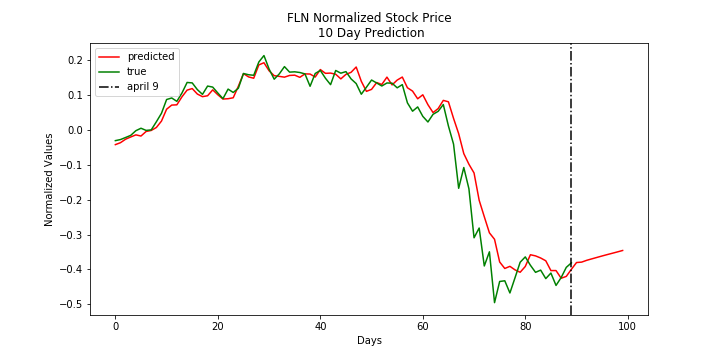 FLN Normalized Stock Price
10 Day Prediction
predicted
true
april 9
Normalized Values
0.2
0.1
0.0
−0.1
−0.2
−0.3
−0.4
−0.5
0 20 40 60 80 100
Days